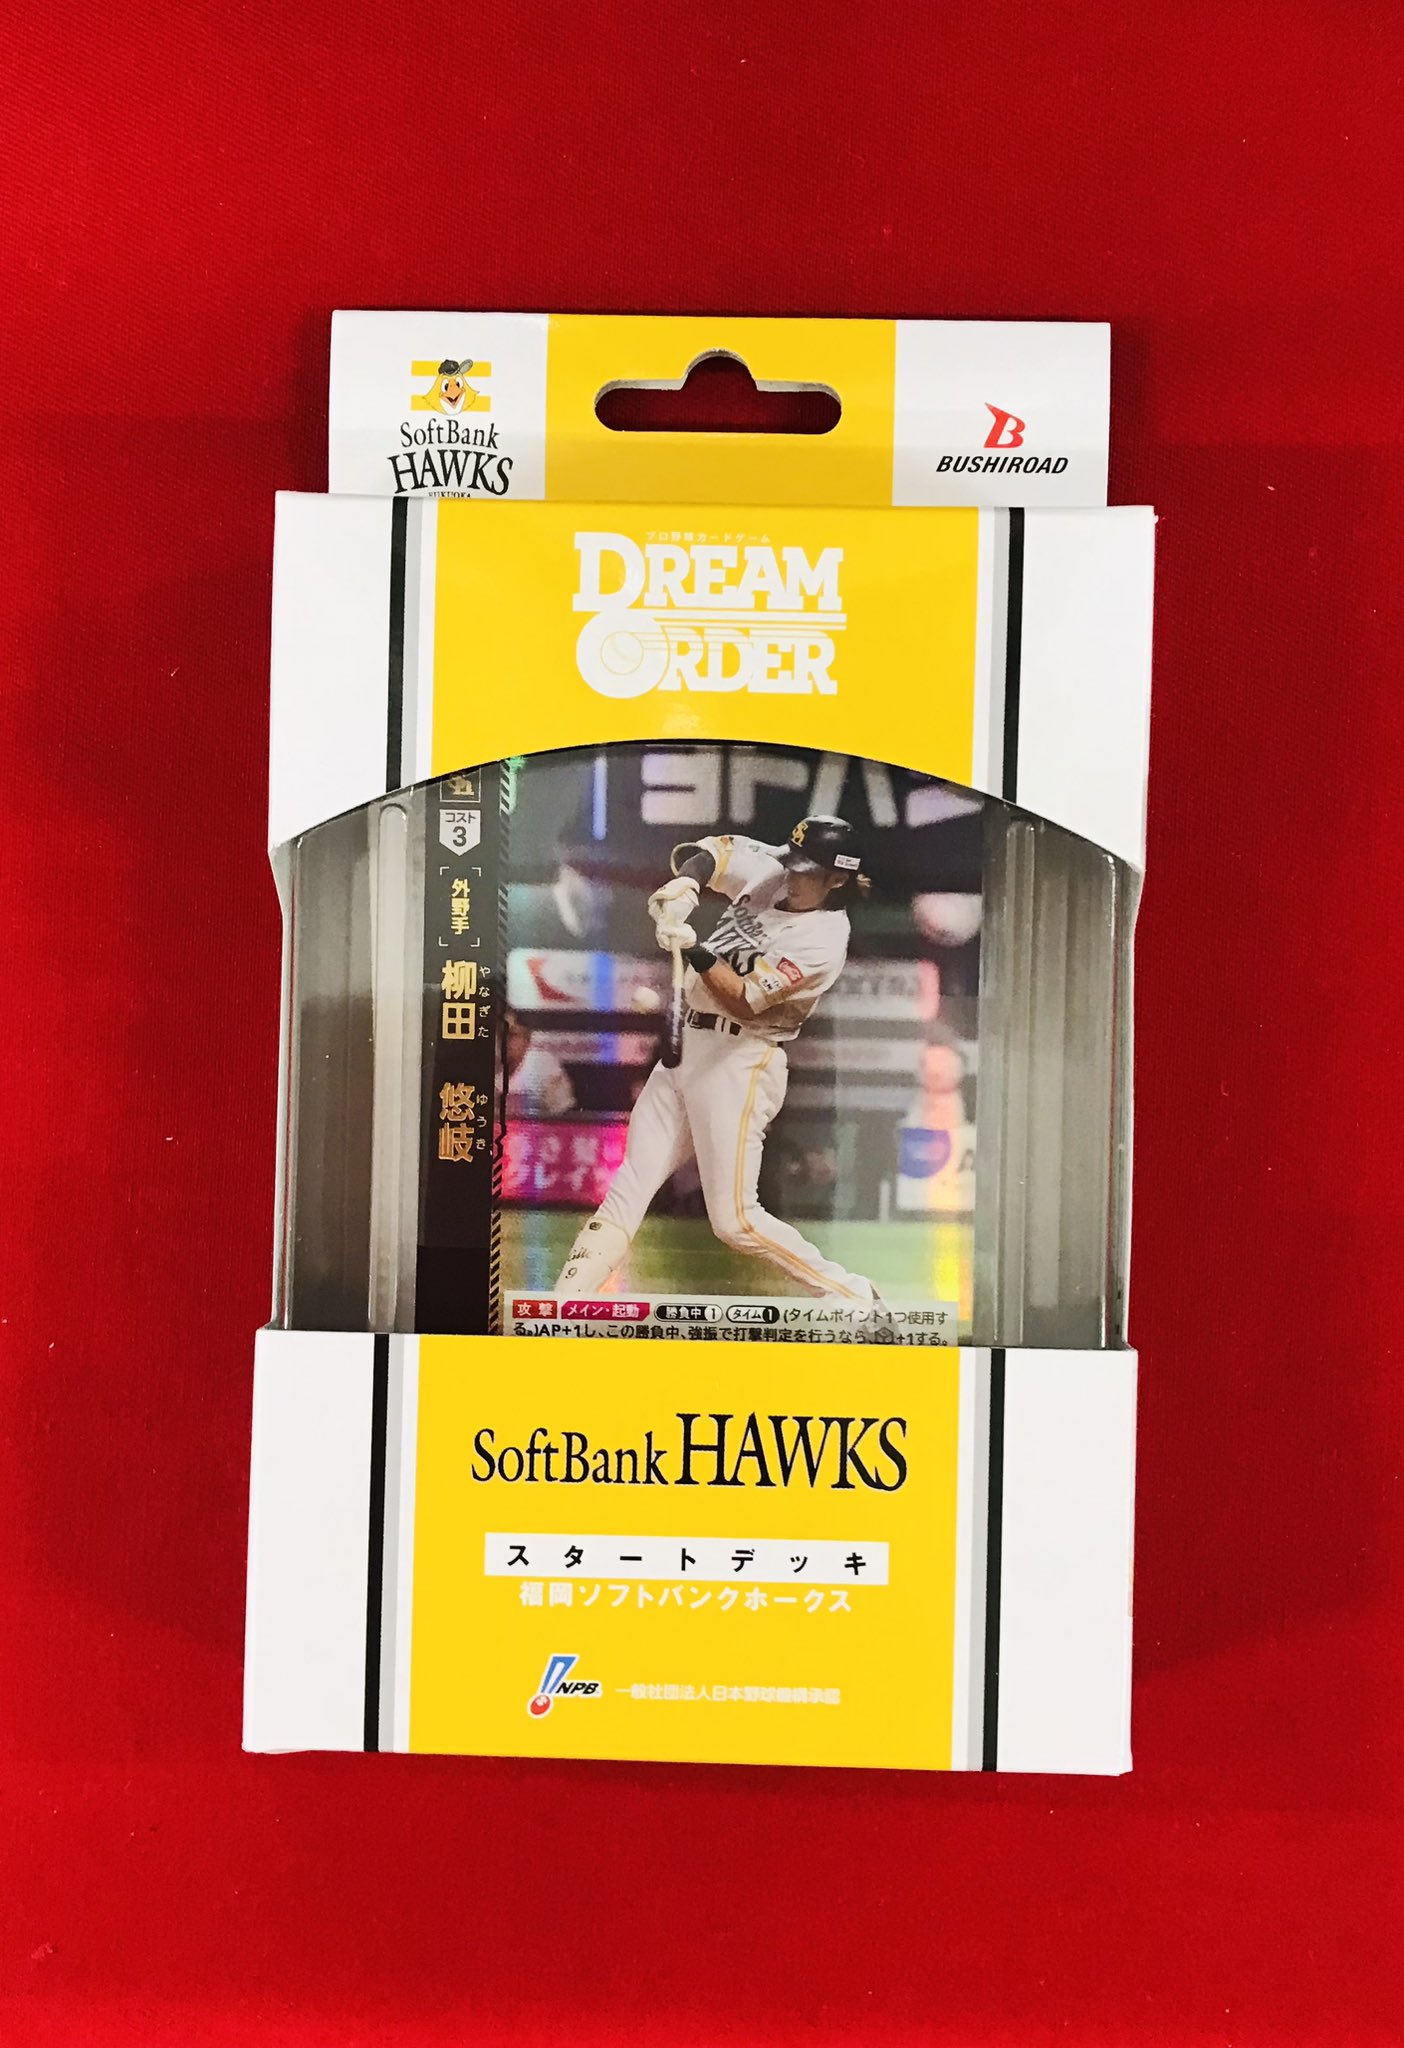 SoftBank
HAWKS
FUKUOKA
BUSHIROAD
プロ野球カードゲーム
DREAM
ORDER
コスト
3
外野手
柳田 悠岐
やなぎた ゆうき
SoftBank
HAWKS
9
攻撃 メイン・起動 勝負中 1 タイム 1 (タイムポイント1つ使用す
る。)AP+1し、この勝負中、強振で打撃判定を行うなら、+1する。
SoftBank HAWKS
スタートデッキ
福岡ソフトバンクホークス
NPB 一般社団法人日本野球機構承認